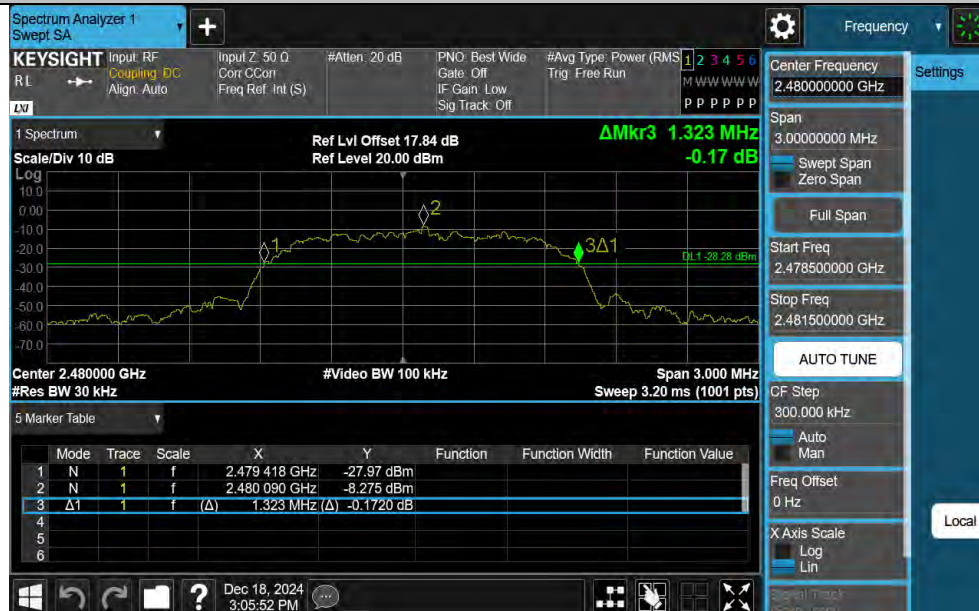 Spectrum Analyzer 1
Swept SA
+
Frequency
KEYSIGHT
RL
LXI
Input: RF
Coupling: DC
Align: Auto
Input Z: 50 Ω
Corr CCorr
Freq Ref: Int (S)
#Atten: 20 dB
PNO: Best Wide
Gate: Off
IF Gain: Low
Sig Track: Off
#Avg Type: Power (RMS
Trig: Free Run
1 2 3 4 5 6
M W W W W W
P P P P P P
Center Frequency
2.480000000 GHz
Settings
Span
3.00000000 MHz
Swept Span
Zero Span
Full Span
Start Freq
2.478500000 GHz
Stop Freq
2.481500000 GHz
AUTO TUNE
CF Step
300.000 kHz
Auto
Man
Freq Offset
0 Hz
X Axis Scale
Log
Lin
Signal Track
Local
1 Spectrum
Scale/Div 10 dB
Ref Lvl Offset 17.84 dB
Ref Level 20.00 dBm
ΔMkr3 1.323 MHz
-0.17 dB
Log
10.0
0.00
-10.0
-20.0
-30.0
-40.0
-50.0
-60.0
-70.0
1
2
3Δ1
DL1 -28.28 dBm
Center 2.480000 GHz
#Res BW 30 kHz
#Video BW 100 kHz
Span 3.000 MHz
Sweep 3.20 ms (1001 pts)
5 Marker Table
Mode Trace Scale X Y Function Function Width Function Value
1 N 1 f 2.479 418 GHz -27.97 dBm
2 N 1 f 2.480 090 GHz -8.275 dBm
3 Δ1 1 f (Δ) 1.323 MHz (Δ) -0.1720 dB
4
5
6
?
Dec 18, 2024
3:05:52 PM